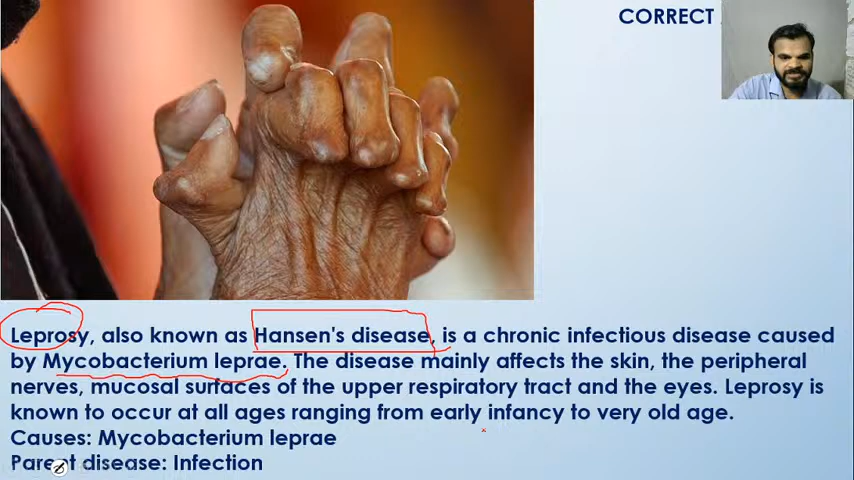 CORRECT
Leprosy, also known as Hansen's disease, is a chronic infectious disease caused
by Mycobacterium leprae. The disease mainly affects the skin, the peripheral
nerves, mucosal surfaces of the upper respiratory tract and the eyes. Leprosy is
known to occur at all ages ranging from early infancy to very old age.
Causes: Mycobacterium leprae
Parent disease: Infection